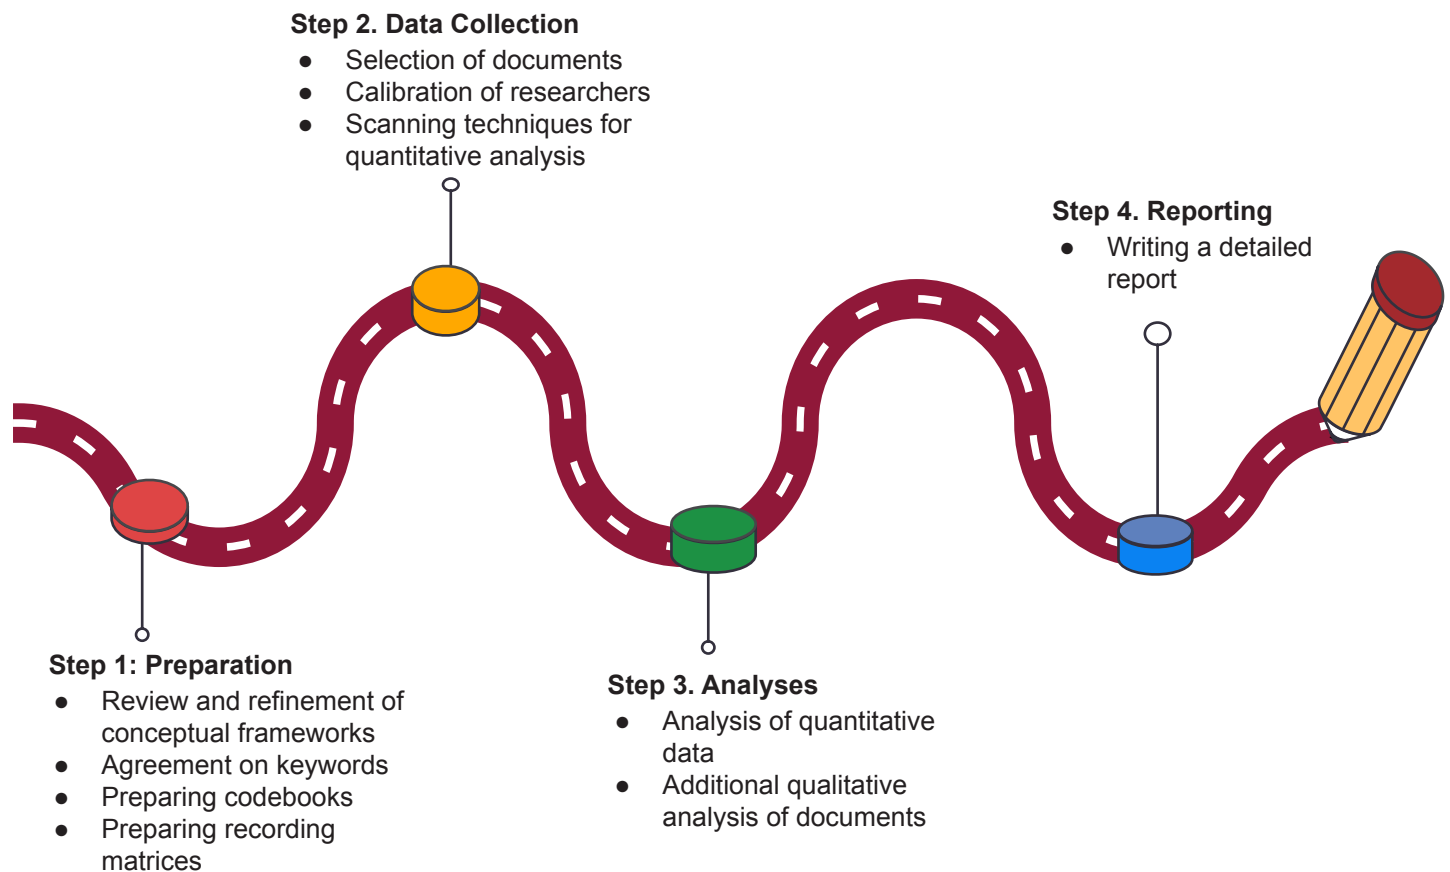 Step 2. Data Collection
● Selection of documents
● Calibration of researchers
● Scanning techniques for
quantitative analysis
Step 4. Reporting
● Writing a detailed
report
Step 1: Preparation
● Review and refinement of
conceptual frameworks
● Agreement on keywords
● Preparing codebooks
● Preparing recording
matrices
Step 3. Analyses
● Analysis of quantitative
data
● Additional qualitative
analysis of documents